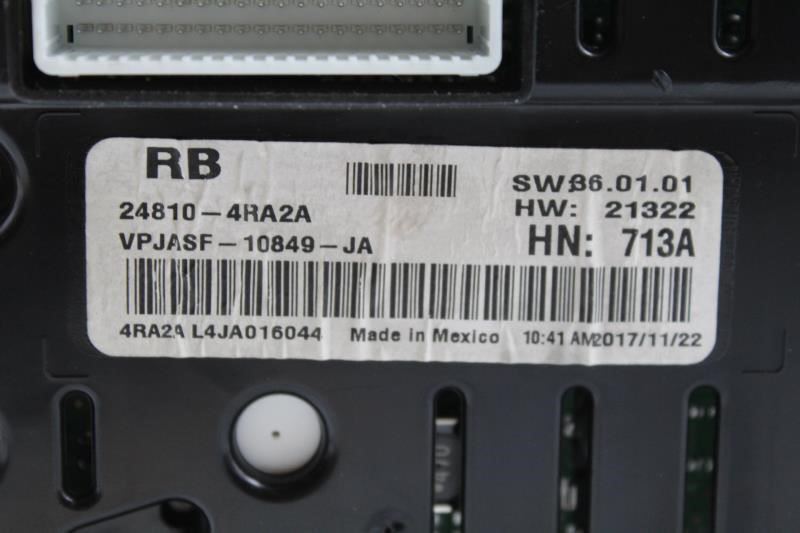 RB
SW:36.01.01
24810-4RA2A
HW: 21322
VPJASF-10849-JA
HN: 713A
4RA2A L4JA016044 Made in Mexico 10:41 AM2017/11/22